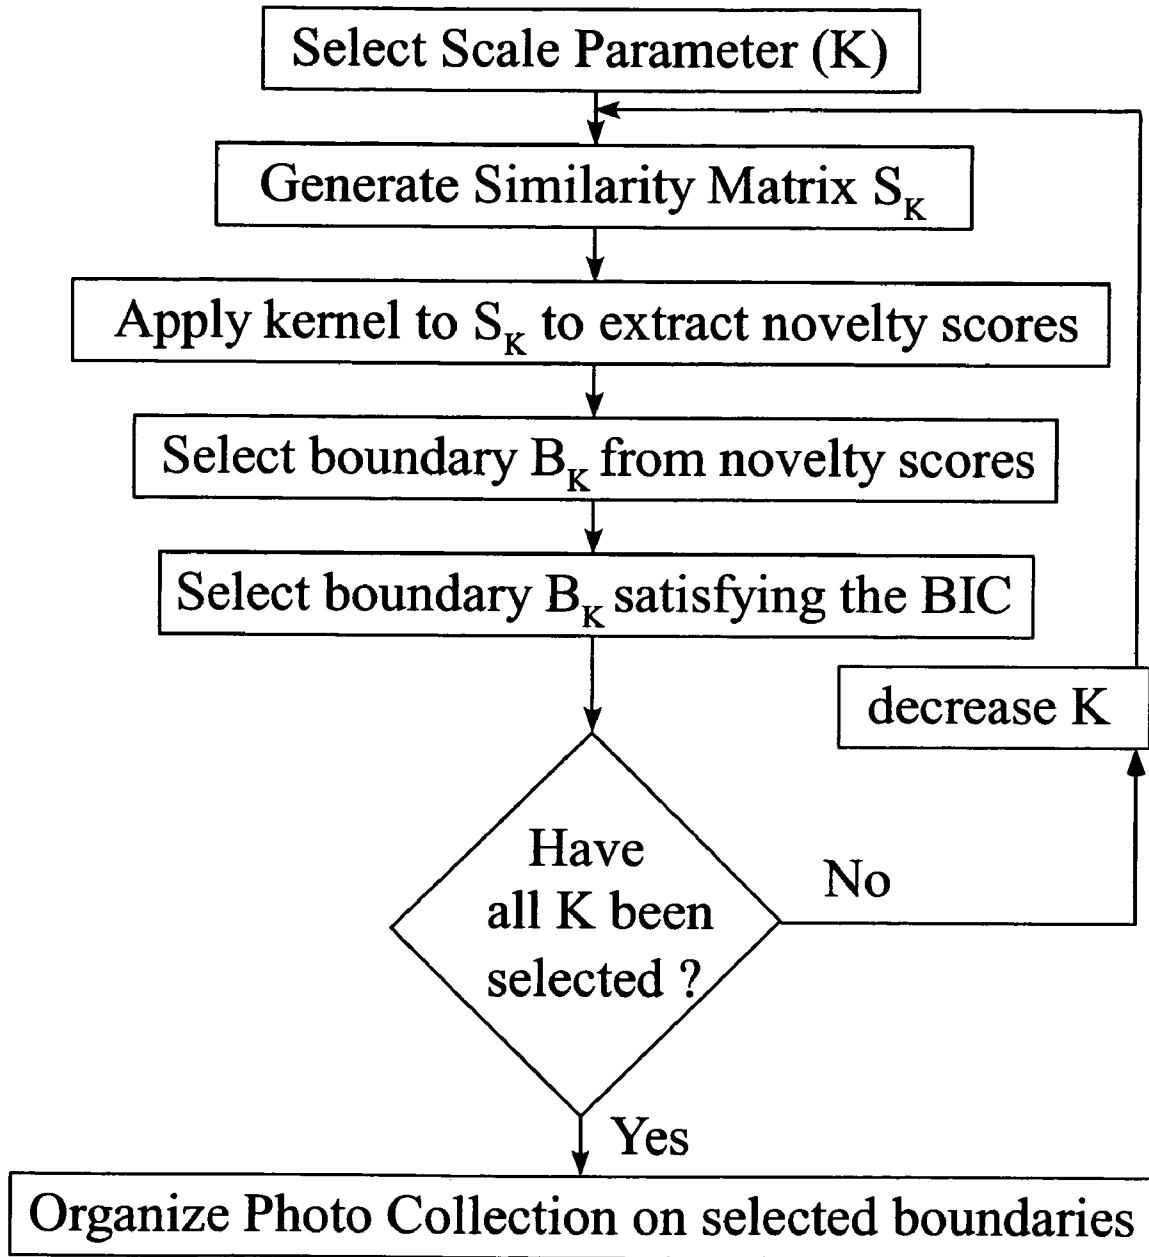 Select Scale Parameter (K)
Generate Similarity Matrix S_K
Apply kernel to S_K to extract novelty scores
Select boundary B_K from novelty scores
Select boundary B_K satisfying the BIC
decrease K
Have
all K been
selected ?
No
Yes
Organize Photo Collection on selected boundaries